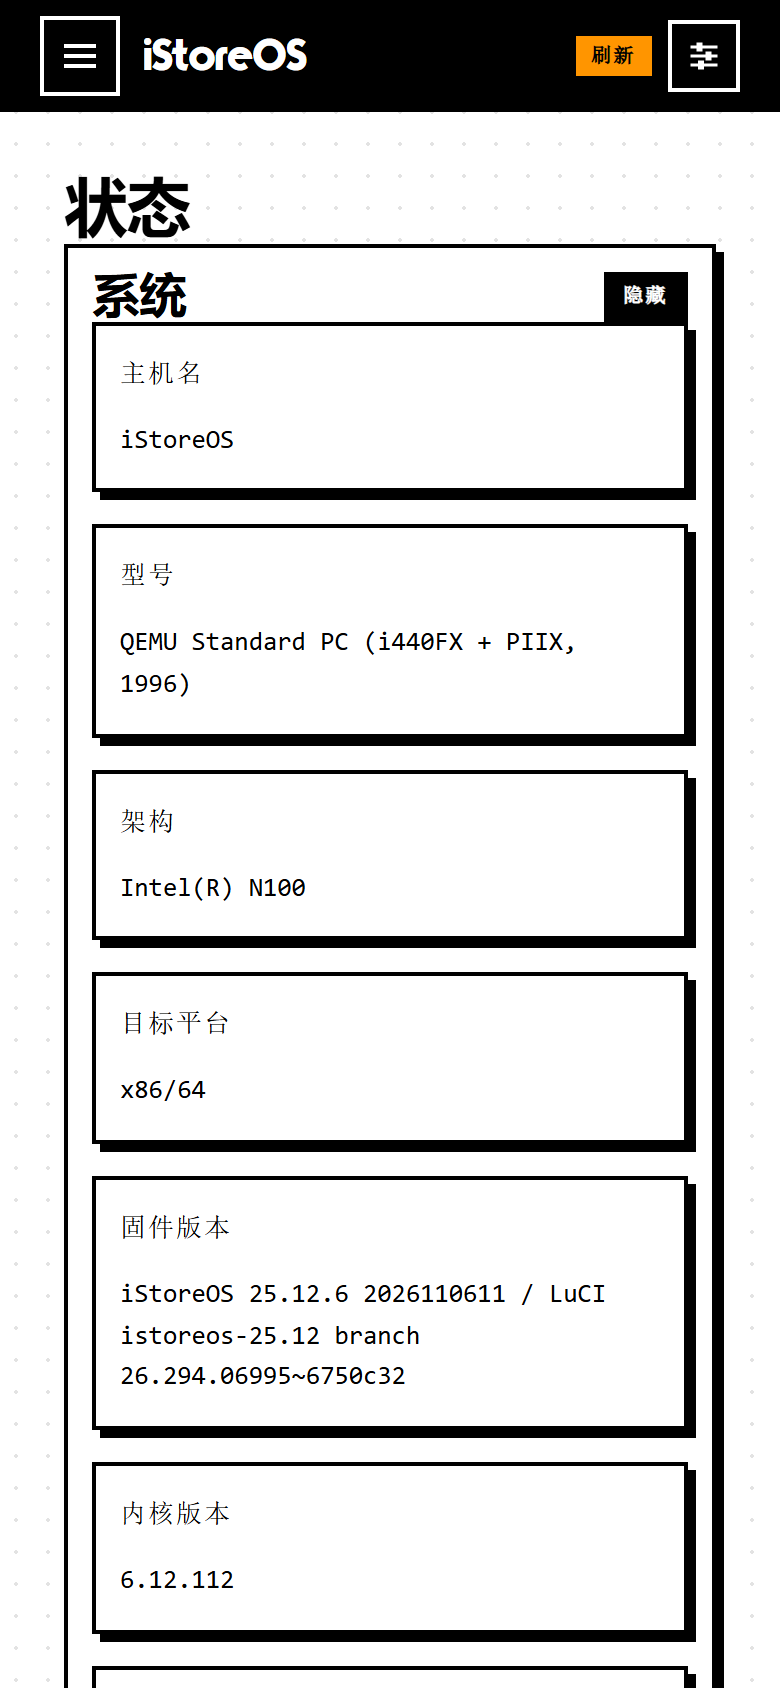 iStoreOS
刷新
状态
系统
隐藏
主机名
iStoreOS
型号
QEMU Standard PC (i440FX + PIIX,
1996)
架构
Intel(R) N100
目标平台
x86/64
固件版本
iStoreOS 25.12.6 2026110611 / LuCI
istoreos-25.12 branch
26.294.06995~6750c32
内核版本
6.12.112